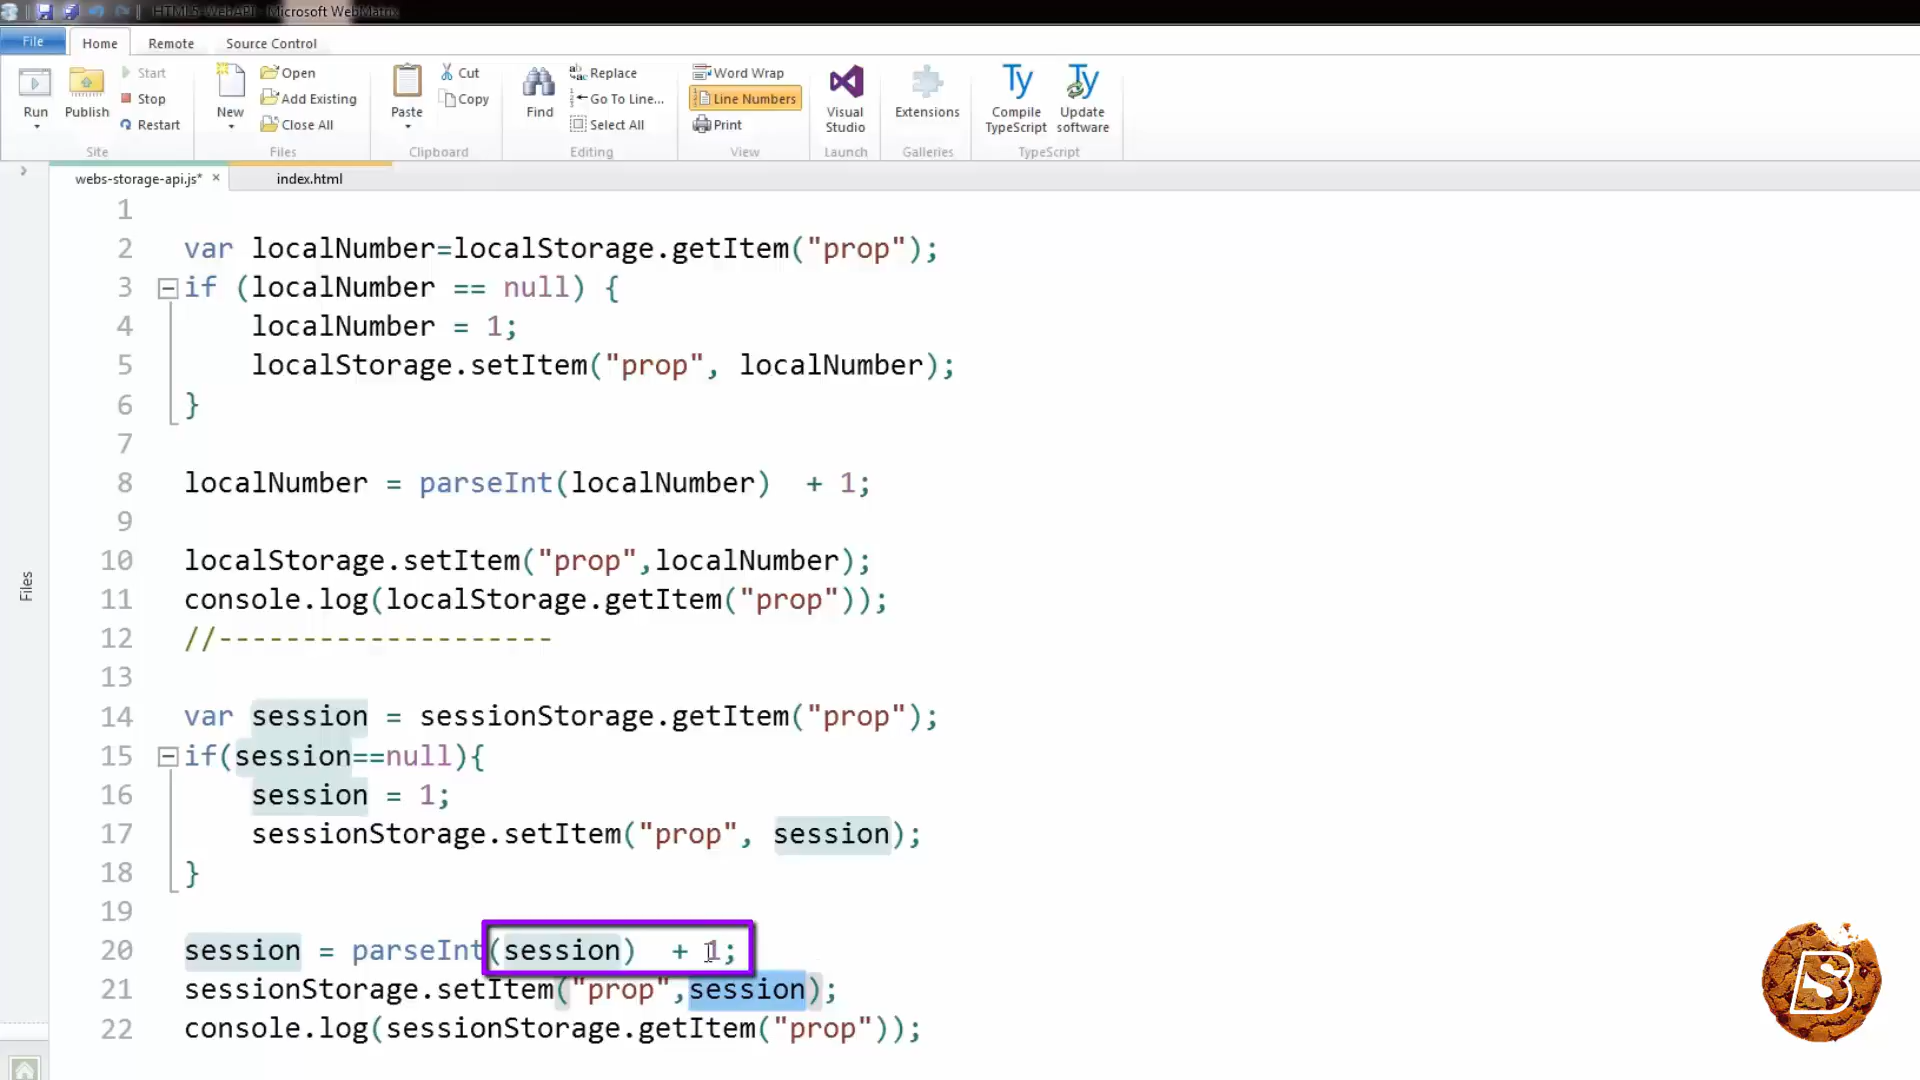 HTML5-WebAPI - Microsoft WebMatrix
File Home Remote Source Control
Run
Publish
Start
Stop
Restart
Site
New
Open
Add Existing
Close All
Files
Paste
Cut
Copy
Clipboard
Find
Replace
Go To Line...
Select All
Editing
Word Wrap
Line Numbers
Print
View
Visual
Studio
Launch
Extensions
Galleries
Ty
Compile
TypeScript
Ty
Update
software
TypeScript
webs-storage-api.js* × index.html
Files
1
2 var localNumber=localStorage.getItem("prop");
3 if (localNumber == null) {
4 localNumber = 1;
5 localStorage.setItem("prop", localNumber);
6 }
7
8 localNumber = parseInt(localNumber)  + 1;
9
10 localStorage.setItem("prop",localNumber);
11 console.log(localStorage.getItem("prop"));
12 //--------------------
13
14 var session = sessionStorage.getItem("prop");
15 if(session==null){
16 session = 1;
17 sessionStorage.setItem("prop", session);
18 }
19
20 session = parseInt(session)  + 1;
21 sessionStorage.setItem("prop",session);
22 console.log(sessionStorage.getItem("prop"));
BS